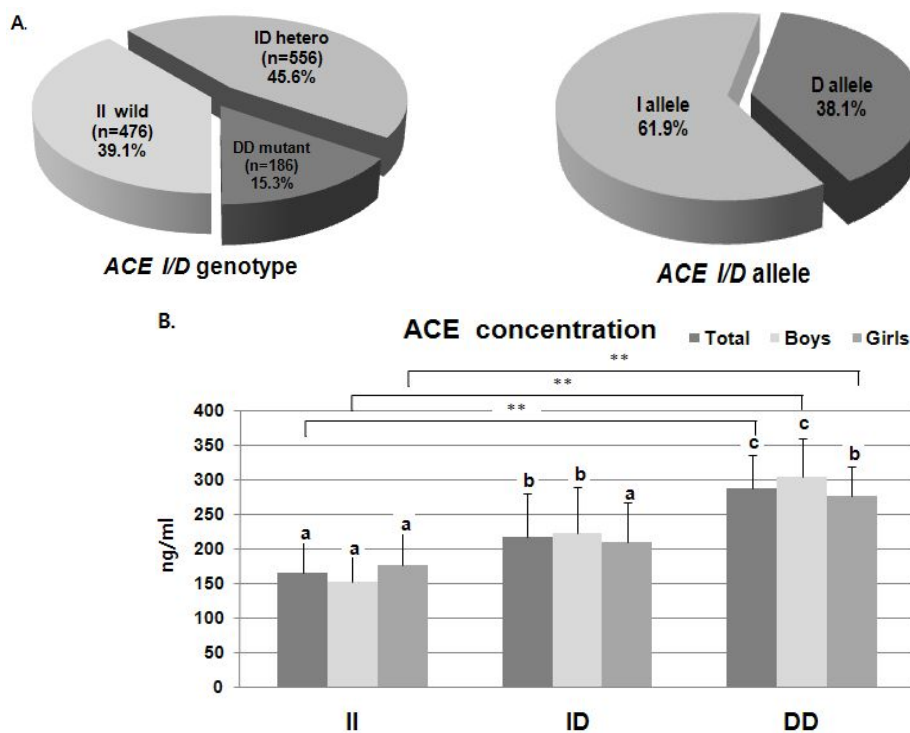 A.
II wild
(n=476)
39.1%
ID hetero
(n=556)
45.6%
DD mutant
(n=186)
15.3%
ACE I/D genotype
I allele
61.9%
D allele
38.1%
ACE I/D allele
B.
ACE concentration
Total Boys Girls
**
**
**
400
350
300
250
200
150
100
50
0
ng/ml
a a a
b b a
c c b
II ID DD